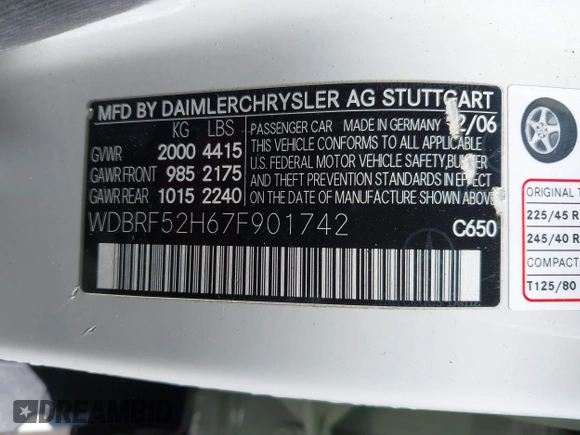 MFD BY DAIMLERCHRYSLER AG STUTTGART
KG LBS
GVWR 2000 4415
GAWR FRONT 985 2175
GAWR REAR 1015 2240
PASSENGER CAR MADE IN GERMANY 12/06
THIS VEHICLE CONFORMS TO ALL APPLICABLE
U.S. FEDERAL MOTOR VEHICLE SAFETY, BUMPER
AND THEFT PREVENTION STANDARDS IN EFFECT
ON THE DATE OF MANUFACTURE SHOWN ABOVE.
WDBRF52H67F901742
C650
ORIGINAL T
225/45 R
245/40 R
COMPACT
T125/80
DREAMBID